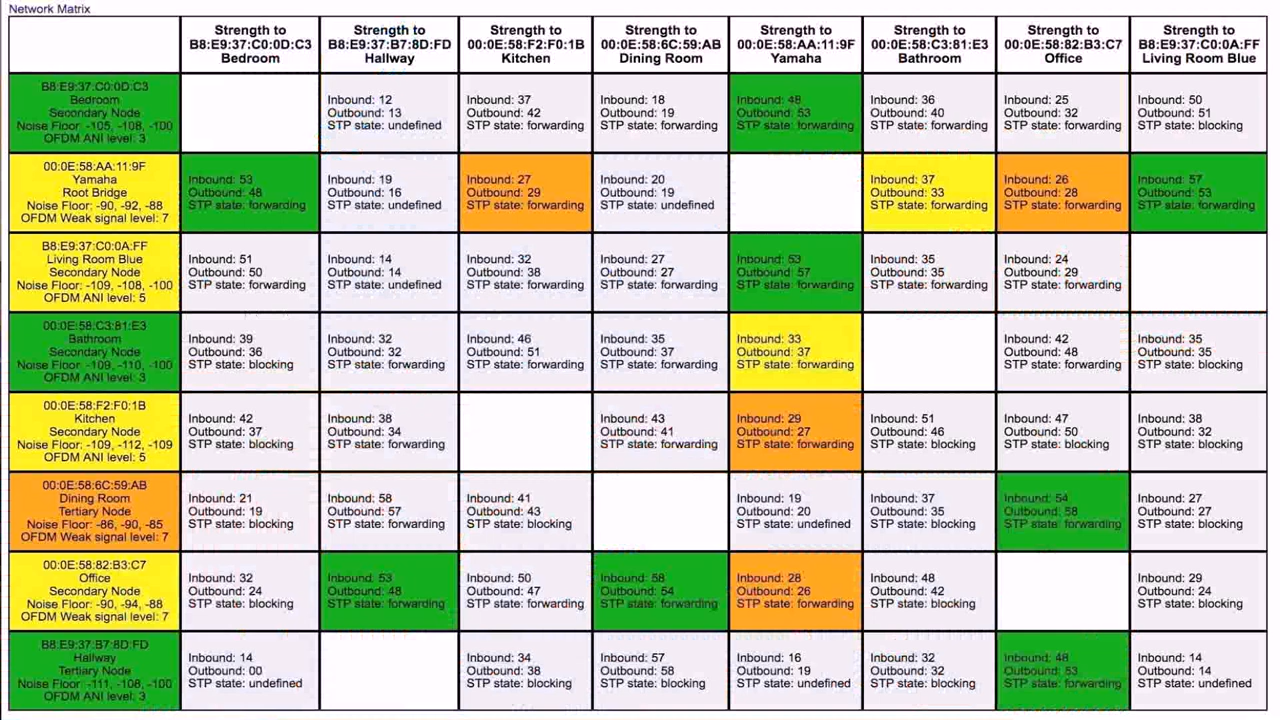 Network Matrix
Strength to
B8:E9:37:C0:0D:C3
Bedroom
Strength to
B8:E9:37:B7:8D:FD
Hallway
Strength to
00:0E:58:F2:F0:1B
Kitchen
Strength to
00:0E:58:6C:59:AB
Dining Room
Strength to
00:0E:58:AA:11:9F
Yamaha
Strength to
00:0E:58:C3:81:E3
Bathroom
Strength to
00:0E:58:82:B3:C7
Office
Strength to
B8:E9:37:C0:0A:FF
Living Room Blue
B8:E9:37:C0:0D:C3
Bedroom
Secondary Node
Noise Floor: -105, -108, -100
OFDM ANI level: 3
Inbound: 12
Outbound: 13
STP state: undefined
Inbound: 37
Outbound: 42
STP state: forwarding
Inbound: 18
Outbound: 19
STP state: forwarding
Inbound: 48
Outbound: 53
STP state: forwarding
Inbound: 36
Outbound: 40
STP state: forwarding
Inbound: 25
Outbound: 32
STP state: forwarding
Inbound: 50
Outbound: 51
STP state: blocking
00:0E:58:AA:11:9F
Yamaha
Root Bridge
Noise Floor: -90, -92, -88
OFDM Weak signal level: 7
Inbound: 53
Outbound: 48
STP state: forwarding
Inbound: 19
Outbound: 16
STP state: undefined
Inbound: 27
Outbound: 29
STP state: forwarding
Inbound: 20
Outbound: 19
STP state: undefined
Inbound: 37
Outbound: 33
STP state: forwarding
Inbound: 26
Outbound: 28
STP state: forwarding
Inbound: 57
Outbound: 53
STP state: forwarding
B8:E9:37:C0:0A:FF
Living Room Blue
Secondary Node
Noise Floor: -109, -108, -100
OFDM ANI level: 5
Inbound: 51
Outbound: 50
STP state: forwarding
Inbound: 14
Outbound: 14
STP state: undefined
Inbound: 32
Outbound: 38
STP state: forwarding
Inbound: 27
Outbound: 27
STP state: forwarding
Inbound: 53
Outbound: 57
STP state: forwarding
Inbound: 35
Outbound: 35
STP state: forwarding
Inbound: 24
Outbound: 29
STP state: forwarding
00:0E:58:C3:81:E3
Bathroom
Secondary Node
Noise Floor: -109, -110, -100
OFDM ANI level: 3
Inbound: 39
Outbound: 36
STP state: blocking
Inbound: 32
Outbound: 32
STP state: forwarding
Inbound: 46
Outbound: 51
STP state: forwarding
Inbound: 35
Outbound: 37
STP state: forwarding
Inbound: 33
Outbound: 37
STP state: forwarding
Inbound: 42
Outbound: 48
STP state: forwarding
Inbound: 35
Outbound: 35
STP state: blocking
00:0E:58:F2:F0:1B
Kitchen
Secondary Node
Noise Floor: -109, -112, -109
OFDM ANI level: 5
Inbound: 42
Outbound: 37
STP state: blocking
Inbound: 38
Outbound: 34
STP state: forwarding
Inbound: 43
Outbound: 41
STP state: forwarding
Inbound: 29
Outbound: 27
STP state: forwarding
Inbound: 51
Outbound: 46
STP state: blocking
Inbound: 47
Outbound: 50
STP state: blocking
Inbound: 38
Outbound: 32
STP state: blocking
00:0E:58:6C:59:AB
Dining Room
Tertiary Node
Noise Floor: -86, -90, -85
OFDM Weak signal level: 7
Inbound: 21
Outbound: 19
STP state: blocking
Inbound: 58
Outbound: 57
STP state: forwarding
Inbound: 41
Outbound: 43
STP state: blocking
Inbound: 19
Outbound: 20
STP state: undefined
Inbound: 37
Outbound: 35
STP state: blocking
Inbound: 54
Outbound: 58
STP state: forwarding
Inbound: 27
Outbound: 27
STP state: blocking
00:0E:58:82:B3:C7
Office
Secondary Node
Noise Floor: -90, -94, -88
OFDM Weak signal level: 7
Inbound: 32
Outbound: 24
STP state: blocking
Inbound: 53
Outbound: 48
STP state: forwarding
Inbound: 50
Outbound: 47
STP state: forwarding
Inbound: 58
Outbound: 54
STP state: forwarding
Inbound: 28
Outbound: 26
STP state: forwarding
Inbound: 48
Outbound: 42
STP state: blocking
Inbound: 29
Outbound: 24
STP state: blocking
B8:E9:37:B7:8D:FD
Hallway
Tertiary Node
Noise Floor: -111, -108, -100
OFDM ANI level: 3
Inbound: 14
Outbound: 00
STP state: undefined
Inbound: 34
Outbound: 38
STP state: blocking
Inbound: 57
Outbound: 58
STP state: blocking
Inbound: 16
Outbound: 19
STP state: undefined
Inbound: 32
Outbound: 32
STP state: blocking
Inbound: 48
Outbound: 53
STP state: forwarding
Inbound: 14
Outbound: 14
STP state: undefined